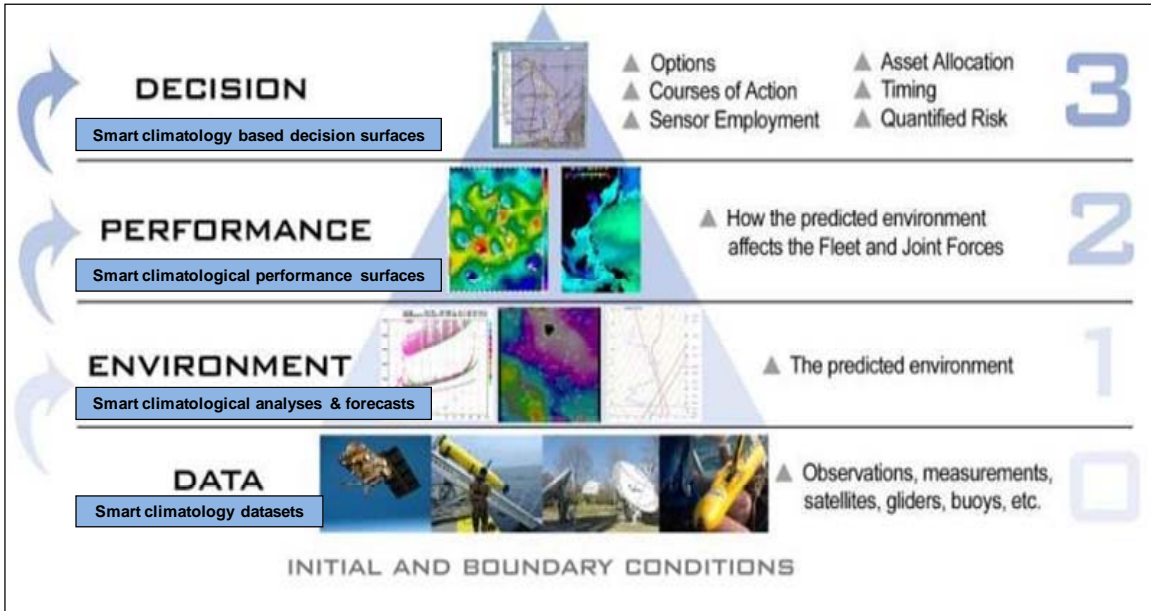 DECISION
Smart climatology based decision surfaces
Options
Courses of Action
Sensor Employment
Asset Allocation
Timing
Quantified Risk
3
PERFORMANCE
Smart climatological performance surfaces
How the predicted environment
affects the Fleet and Joint Forces
2
ENVIRONMENT
Smart climatological analyses & forecasts
The predicted environment
1
DATA
Smart climatology datasets
Observations, measurements,
satellites, gliders, buoys, etc.
0
INITIAL AND BOUNDARY CONDITIONS